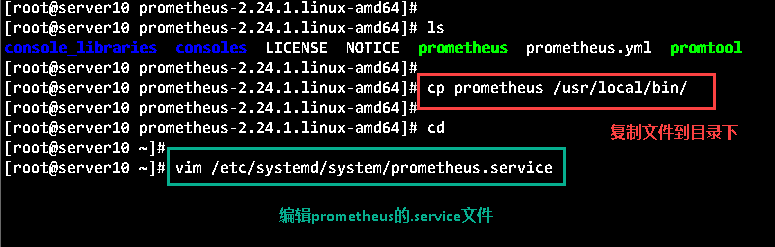 [root@server10 prometheus-2.24.1.linux-amd64]#
[root@server10 prometheus-2.24.1.linux-amd64]# ls
console_libraries consoles LICENSE NOTICE prometheus prometheus.yml promtool
[root@server10 prometheus-2.24.1.linux-amd64]#
[root@server10 prometheus-2.24.1.linux-amd64]# cp prometheus /usr/local/bin/
[root@server10 prometheus-2.24.1.linux-amd64]#
[root@server10 prometheus-2.24.1.linux-amd64]# cd
复制文件到目录下
[root@server10 ~]#
[root@server10 ~]# vim /etc/systemd/system/prometheus.service
编辑prometheus的.service文件